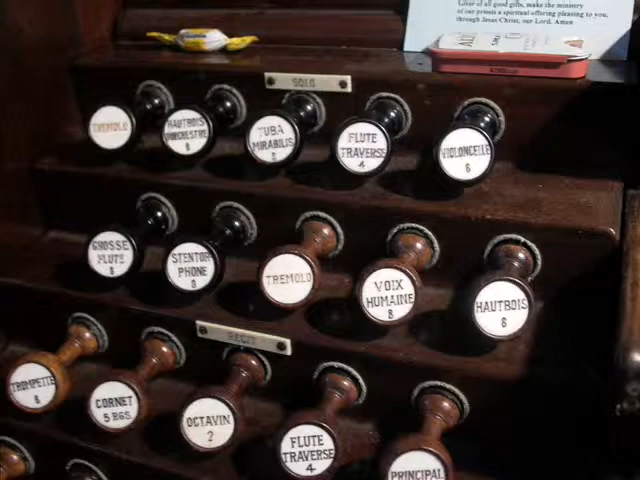 Giver of all good gifts, make the ministry
of our priests a spiritual offering pleasing to you,
through Jesus Christ, our Lord. Amen
SOLO
TREMOLO
HAUTBOIS
D'ORCHESTRE
8
TUBA
MIRABILIS
8
FLUTE
TRAVERSE
4
VIOLONCELLE
8
GROSSE
FLUTE
8
STENTOR
PHONE
8
TREMOLO
VOIX
HUMAINE
8
HAUTBOIS
8
RECIT
TROMPETTE
8
CORNET
5 RGS.
OCTAVIN
2
FLUTE
TRAVERSE
4
PRINCIPAL